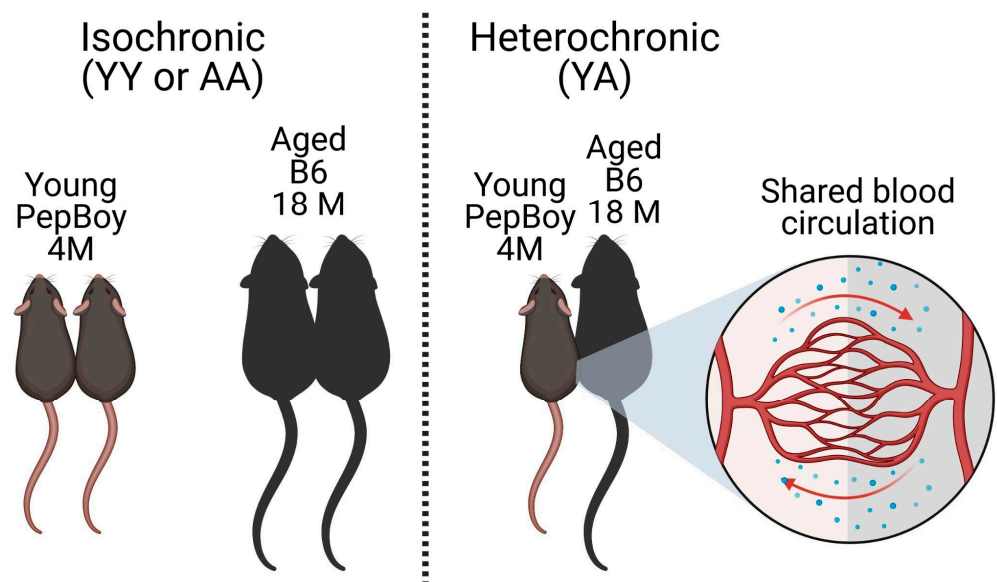 Isochronic
(YY or AA)
Young
PepBoy
4M
Aged
B6
18 M
Heterochronic
(YA)
Young
PepBoy
4M
Aged
B6
18 M
Shared blood
circulation